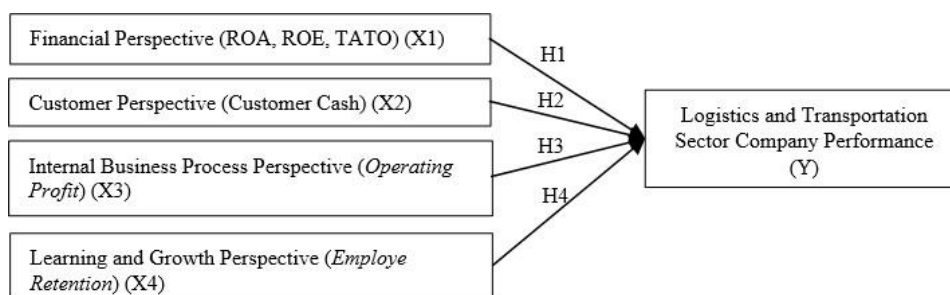 Financial Perspective (ROA, ROE, TATO) (X1)
H1
Customer Perspective (Customer Cash) (X2)
H2
Internal Business Process Perspective (Operating
Profit) (X3)
H3
Learning and Growth Perspective (Employe
Retention) (X4)
H4
Logistics and Transportation
Sector Company Performance
(Y)